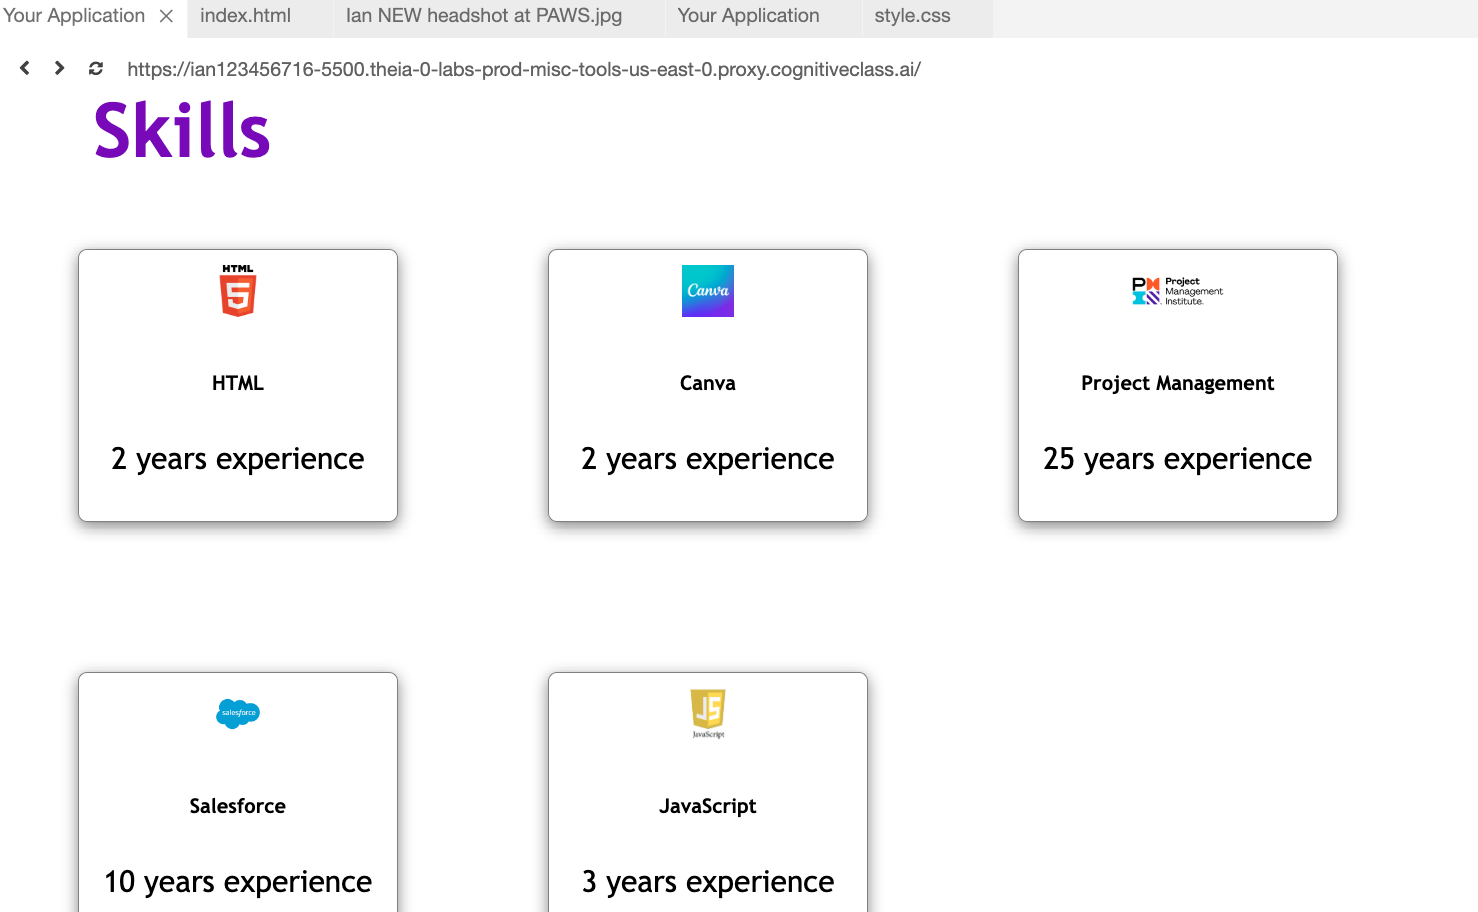 Your Application index.html Ian NEW headshot at PAWS.jpg Your Application style.css
https://ian123456716-5500.theia-0-labs-prod-misc-tools-us-east-0.proxy.cognitiveclass.ai/
Skills
HTML
5
HTML
2 years experience
Canva
Canva
2 years experience
PM
I
Project
Management
Institute.
Project Management
25 years experience
salesforce
Salesforce
10 years experience
JS
JavaScript
JavaScript
3 years experience